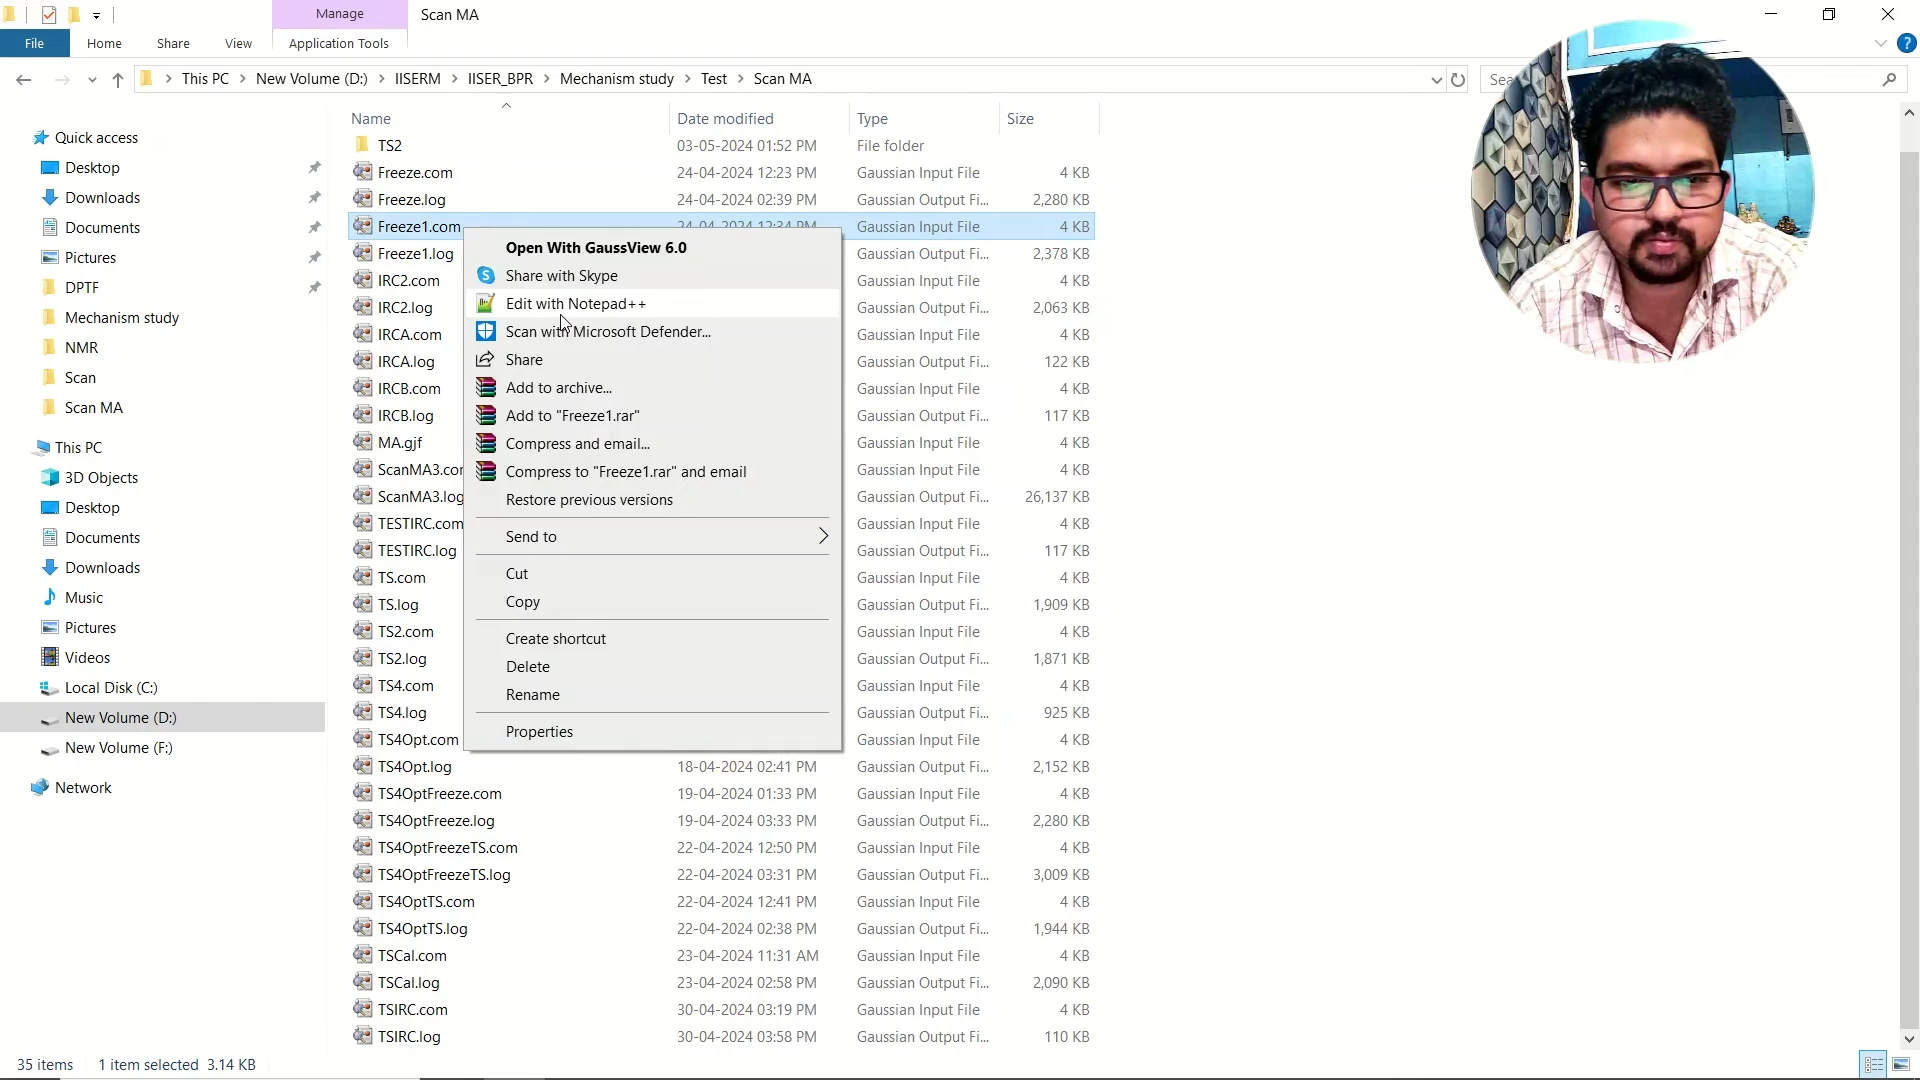 Manage
Scan MA
File
Home
Share
View
Application Tools
This PC
New Volume (D:)
IISERM
IISER_BPR
Mechanism study
Test
Scan MA
Name
Date modified
Type
Size
Quick access
Desktop
Downloads
Documents
Pictures
DPTF
Mechanism study
NMR
Scan
Scan MA
This PC
3D Objects
Desktop
Documents
Downloads
Music
Pictures
Videos
Local Disk (C:)
New Volume (D:)
New Volume (F:)
Network
TS2 03-05-2024 01:52 PM File folder
Freeze.com 24-04-2024 12:23 PM Gaussian Input File 4 KB
Freeze.log 24-04-2024 02:39 PM Gaussian Output Fi... 2,280 KB
Freeze1.com 24-04-2024 12:34 PM Gaussian Input File 4 KB
Freeze1.log Gaussian Output Fi... 2,378 KB
IRC2.com Gaussian Input File 4 KB
IRC2.log Gaussian Output Fi... 2,063 KB
IRCA.com Gaussian Input File 4 KB
IRCA.log Gaussian Output Fi... 122 KB
IRCB.com Gaussian Input File 4 KB
IRCB.log Gaussian Output Fi... 117 KB
MA.gjf Gaussian Input File 4 KB
ScanMA3.com Gaussian Input File 4 KB
ScanMA3.log Gaussian Output Fi... 26,137 KB
TESTIRC.com Gaussian Input File 4 KB
TESTIRC.log Gaussian Output Fi... 117 KB
TS.com Gaussian Input File 4 KB
TS.log Gaussian Output Fi... 1,909 KB
TS2.com Gaussian Input File 4 KB
TS2.log Gaussian Output Fi... 1,871 KB
TS4.com Gaussian Input File 4 KB
TS4.log Gaussian Output Fi... 925 KB
TS4Opt.com Gaussian Input File 4 KB
TS4Opt.log 18-04-2024 02:41 PM Gaussian Output Fi... 2,152 KB
TS4OptFreeze.com 19-04-2024 01:33 PM Gaussian Input File 4 KB
TS4OptFreeze.log 19-04-2024 03:33 PM Gaussian Output Fi... 2,280 KB
TS4OptFreezeTS.com 22-04-2024 12:50 PM Gaussian Input File 4 KB
TS4OptFreezeTS.log 22-04-2024 03:31 PM Gaussian Output Fi... 3,009 KB
TS4OptTS.com 22-04-2024 12:41 PM Gaussian Input File 4 KB
TS4OptTS.log 22-04-2024 02:38 PM Gaussian Output Fi... 1,944 KB
TSCal.com 23-04-2024 11:31 AM Gaussian Input File 4 KB
TSCal.log 23-04-2024 02:58 PM Gaussian Output Fi... 2,090 KB
TSIRC.com 30-04-2024 03:19 PM Gaussian Input File 4 KB
TSIRC.log 30-04-2024 03:58 PM Gaussian Output Fi... 110 KB
Open With GaussView 6.0
Share with Skype
Edit with Notepad++
Scan with Microsoft Defender...
Share
Add to archive...
Add to "Freeze1.rar"
Compress and email...
Compress to "Freeze1.rar" and email
Restore previous versions
Send to
Cut
Copy
Create shortcut
Delete
Rename
Properties
35 items
1 item selected 3.14 KB